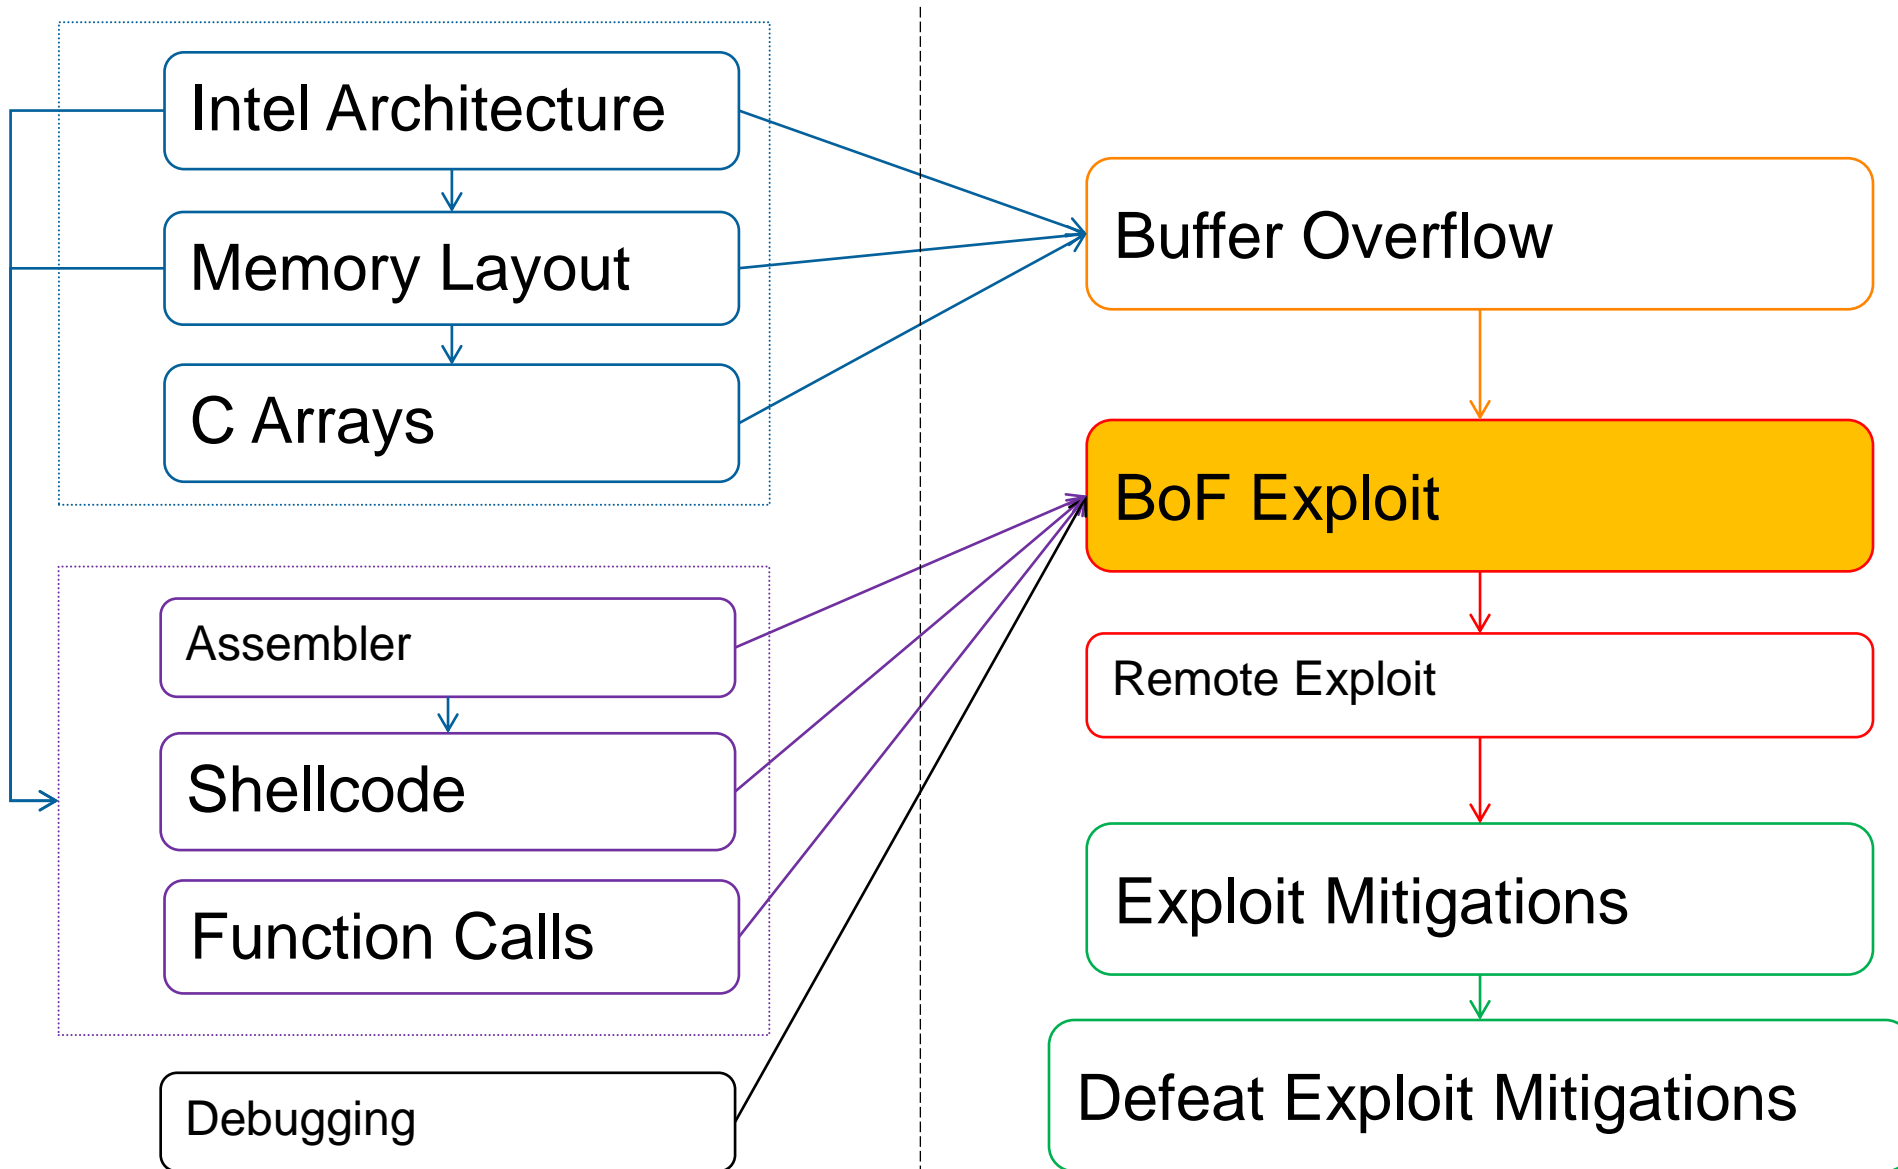 Intel Architecture
Memory Layout
C Arrays
Assembler
Shellcode
Function Calls
Debugging
Buffer Overflow
BoF Exploit
Remote Exploit
Exploit Mitigations
Defeat Exploit Mitigations